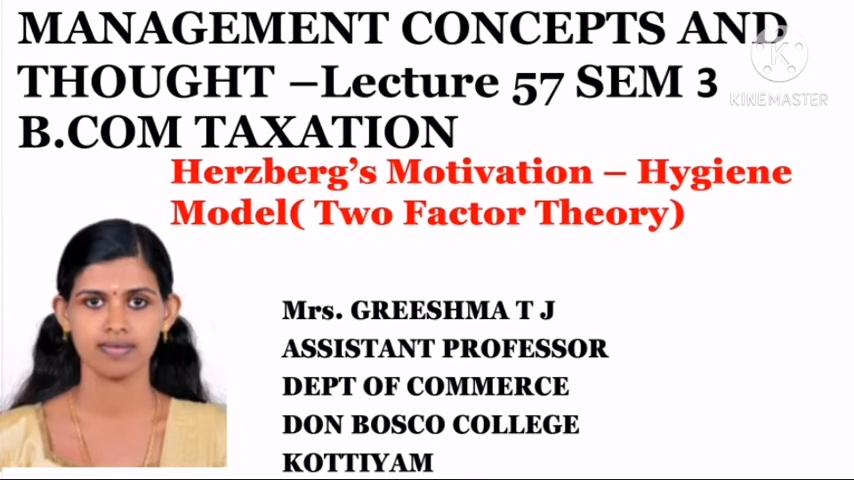 MANAGEMENT CONCEPTS AND
THOUGHT –Lecture 57 SEM 3
B.COM TAXATION
KINEMASTER
Herzberg's Motivation – Hygiene
Model( Two Factor Theory)
Mrs. GREESHMA T J
ASSISTANT PROFESSOR
DEPT OF COMMERCE
DON BOSCO COLLEGE
KOTTIYAM